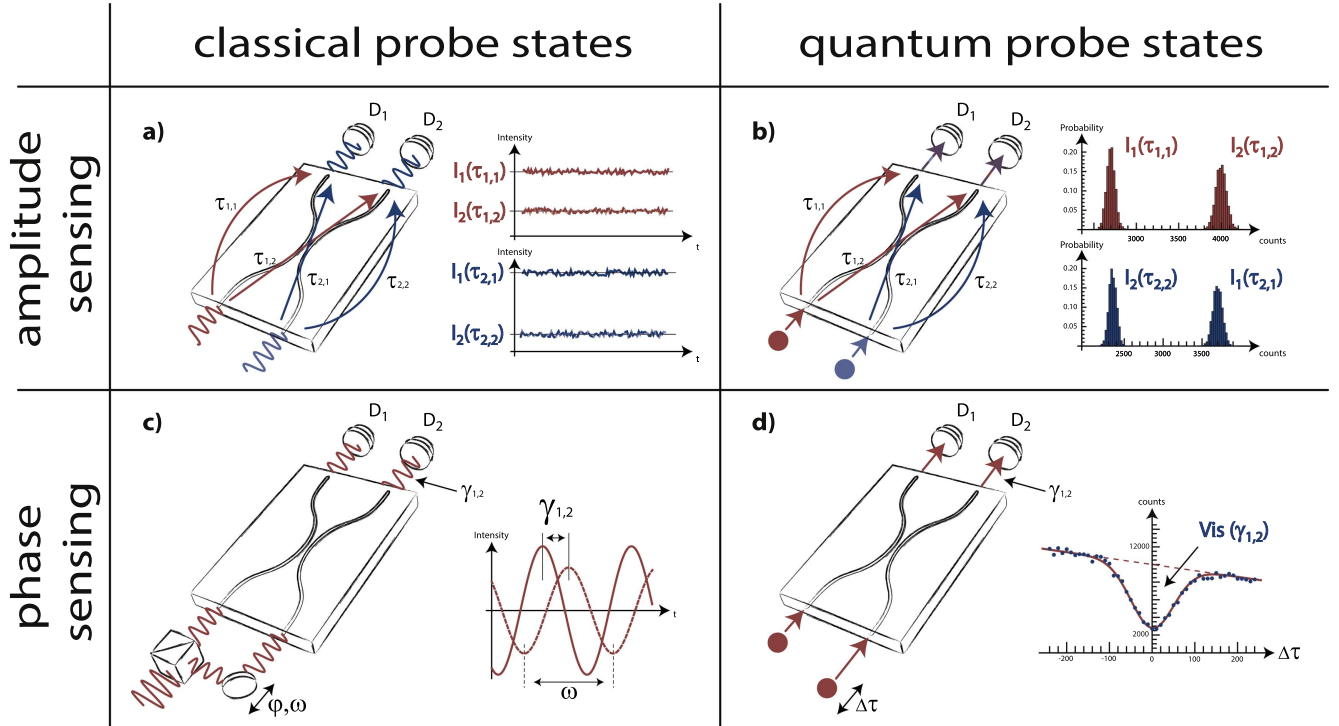 classical probe states
quantum probe states
amplitude
sensing
a)
D1
D2
τ1,1
τ1,2
τ2,1
τ2,2
Intensity
I1(τ1,1)
I2(τ1,2)
t
Intensity
I1(τ2,1)
I2(τ2,2)
t
b)
D1
D2
τ1,1
τ1,2
τ2,1
τ2,2
Probability
I1(τ1,1)
I2(τ1,2)
0.20
0.15
0.10
0.05
3000
3500
4000
counts
Probability
I2(τ2,2)
I1(τ2,1)
0.20
0.15
0.10
0.05
2500
3000
3500
counts
phase
sensing
c)
D1
D2
γ1,2
γ1,2
Intensity
t
ω
φ,ω
d)
D1
D2
γ1,2
counts
Vis (γ1,2)
12000
2000
-200
-100
0
100
200
Δτ
Δτ